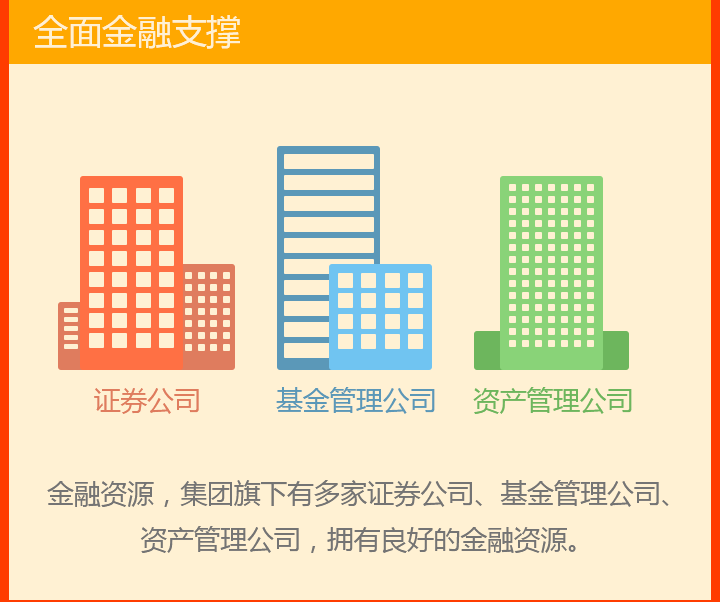 全面金融支撑
证券公司
基金管理公司
资产管理公司
金融资源，集团旗下有多家证券公司、基金管理公司、
资产管理公司，拥有良好的金融资源。